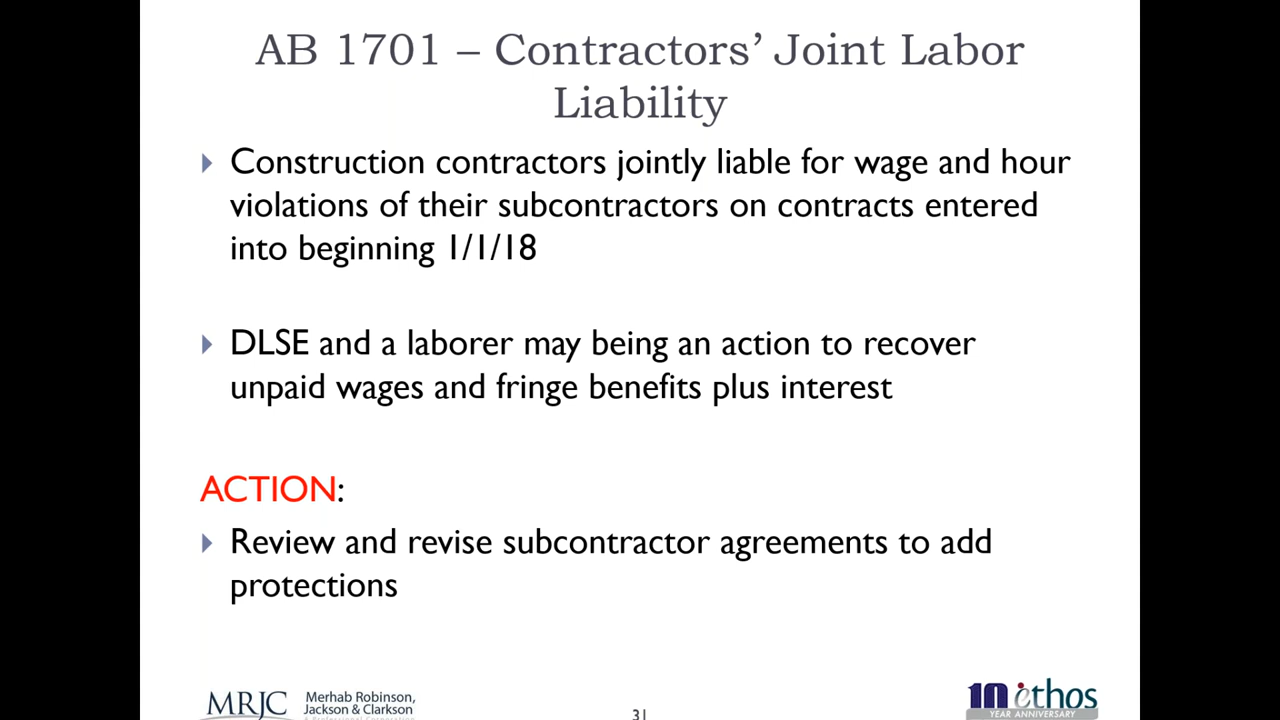 AB 1701 – Contractors’ Joint Labor
Liability
Construction contractors jointly liable for wage and hour
violations of their subcontractors on contracts entered
into beginning 1/1/18
DLSE and a laborer may being an action to recover
unpaid wages and fringe benefits plus interest
ACTION:
Review and revise subcontractor agreements to add
protections
MRJC Merhab Robinson,
Jackson & Clarkson
A Professional Corporation
31
10 ethos
YEAR ANNIVERSARY